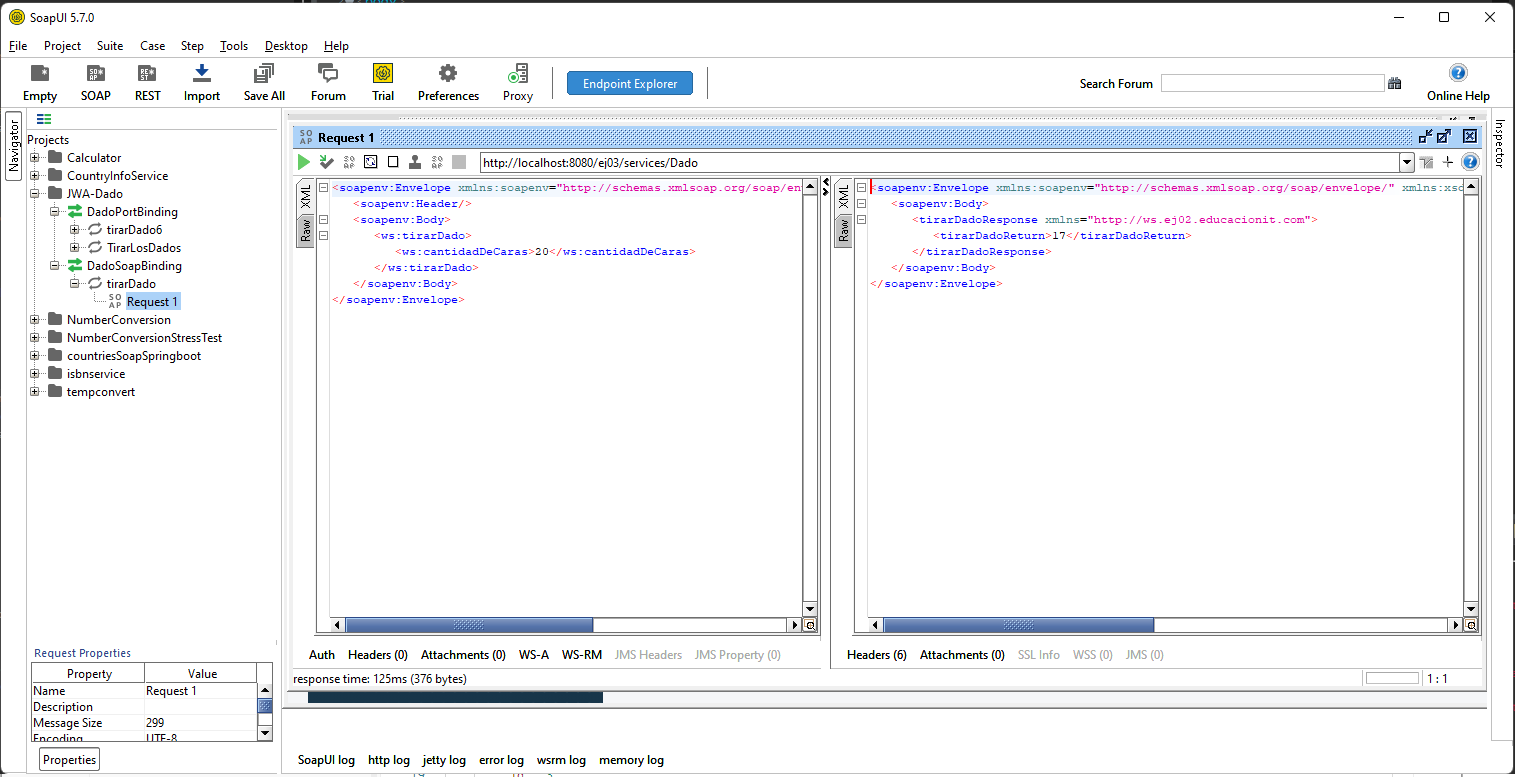 SoapUI 5.7.0
File Project Suite Case Step Tools Desktop Help
Empty SOAP REST Import Save All Forum Trial Preferences Proxy Endpoint Explorer Search Forum Online Help
Navigator
Projects
Calculator
CountryInfoService
JWA-Dado
DadoPortBinding
tirarDado6
TirarLosDados
DadoSoapBinding
tirarDado
SOAP Request 1
NumberConversion
NumberConversionStressTest
countriesSoapSpringboot
isbnservice
tempconvert
Request Properties
Property Value
Name Request 1
Description
Message Size 299
Encoding UTF-8
Properties
SOAP Request 1
http://localhost:8080/ej03/services/Dado
XML
Raw
<soapenv:Envelope xmlns:soapenv="http://schemas.xmlsoap.org/soap/en
<soapenv:Header/>
<soapenv:Body>
<ws:tirarDado>
<ws:cantidadDeCaras>20</ws:cantidadDeCaras>
</ws:tirarDado>
</soapenv:Body>
</soapenv:Envelope>
XML
Raw
<soapenv:Envelope xmlns:soapenv="http://schemas.xmlsoap.org/soap/envelope/" xmlns:xsd
<soapenv:Body>
<tirarDadoResponse xmlns="http://ws.ej02.educacionit.com">
<tirarDadoReturn>17</tirarDadoReturn>
</tirarDadoResponse>
</soapenv:Body>
</soapenv:Envelope>
Auth Headers (0) Attachments (0) WS-A WS-RM JMS Headers JMS Property (0)
Headers (6) Attachments (0) SSL Info WSS (0) JMS (0)
response time: 125ms (376 bytes)
1 : 1
Inspector
SoapUI log http log jetty log error log wsrm log memory log